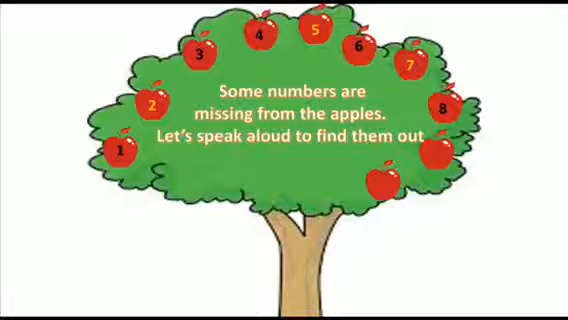 1
2
3
4
5
6
7
8
Some numbers are
missing from the apples.
Let's speak aloud to find them out